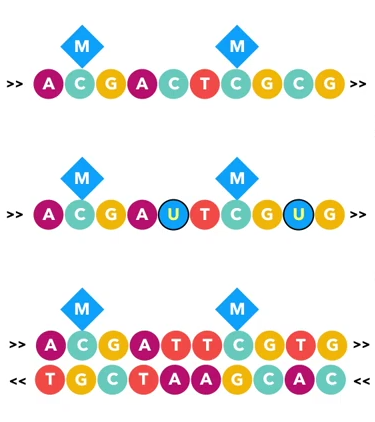 M M
>> A C G A C T C G C G >>
M M
>> A C G A U T C G U G >>
M M
>> A C G A T T C G T G >>
<< T G C T A A G C A C <<